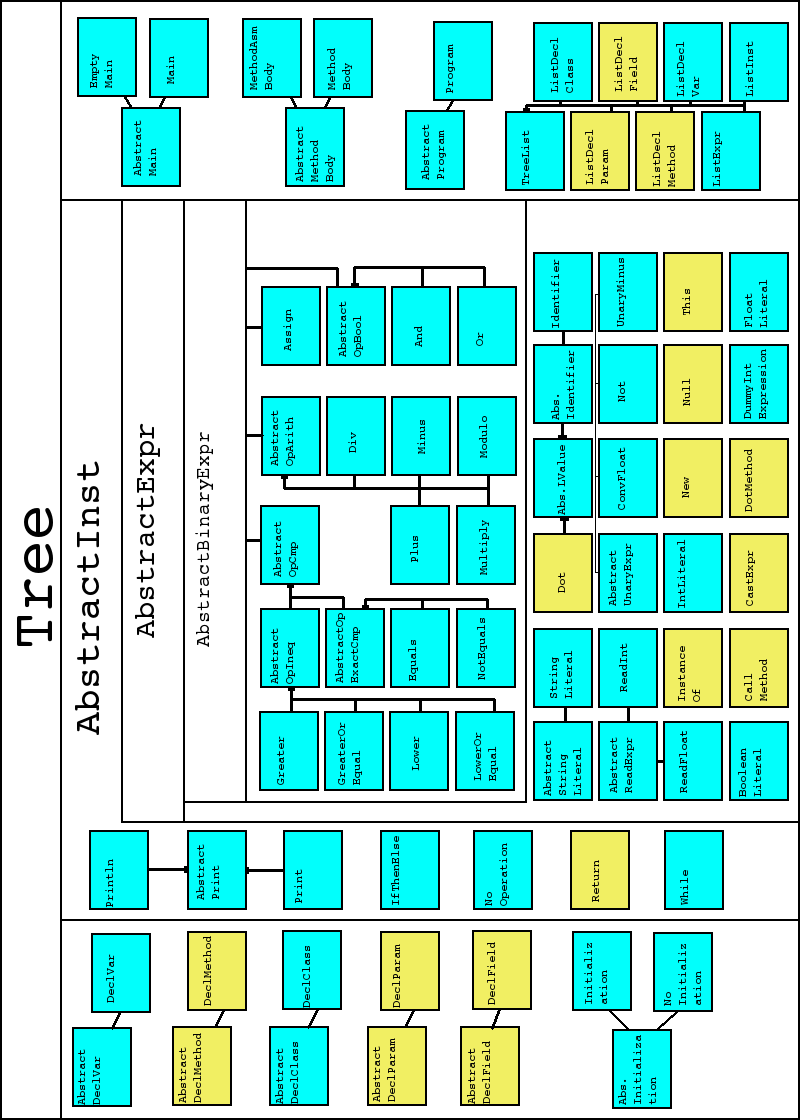 Tree
Abstract
DeclVar
DeclVar
Abstract
DeclMethod
DeclMethod
Abstract
DeclClass
DeclClass
Abstract
DeclParam
DeclParam
Abstract
DeclField
DeclField
Abs.
Initializa
tion
Initializ
ation
No
Initializ
ation
AbstractInst
Println
Abstract
Print
Print
IfThenElse
No
Operation
Return
While
AbstractExpr
AbstractBinaryExpr
Greater
Abstract
OpIneq
Abstract
OpCmp
Abstract
OpArith
Assign
GreaterOr
Equal
AbstractOp
ExactCmp
Div
Abstract
OpBool
Lower
Equals
Plus
Minus
And
LowerOr
Equal
NotEquals
Multiply
Modulo
Or
Abstract
String
Literal
String
Literal
Dot
Abs.LValue
Abs.
Identifier
Identifier
Abstract
ReadExpr
ReadInt
Abstract
UnaryExpr
ConvFloat
Not
UnaryMinus
ReadFloat
Instance
Of
IntLiteral
New
Null
This
Boolean
Literal
Call
Method
CastExpr
DotMethod
DummyInt
Expression
Float
Literal
Abstract
Main
Empty
Main
Main
Abstract
Method
Body
MethodAsm
Body
Method
Body
Abstract
Program
Program
TreeList
ListDecl
Class
ListDecl
Param
ListDecl
Field
ListDecl
Method
ListDecl
Var
ListExpr
ListInst